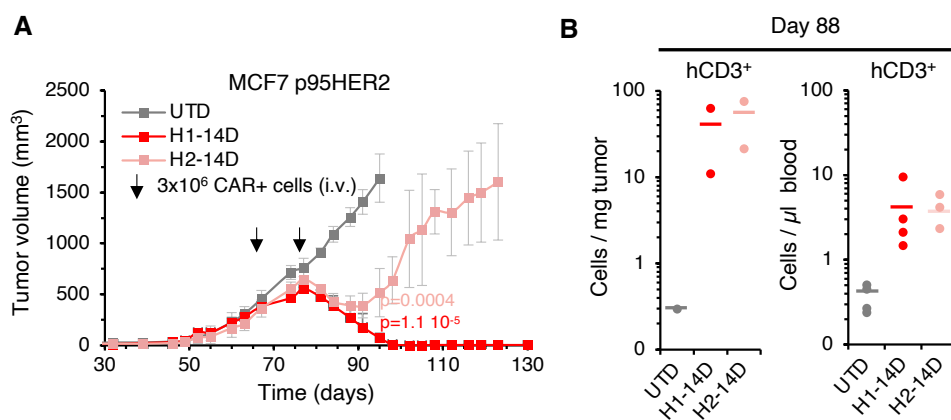 A
MCF7 p95HER2
Tumor volume (mm³)
2500
2000
1500
1000
500
0
UTD
H1-14D
H2-14D
3x10⁶ CAR+ cells (i.v.)
p=0.0004
p=1.1 10⁻⁵
30
50
70
90
110
130
Time (days)
B
Day 88
hCD3⁺
Cells / mg tumor
100
10
1
0
UTD
H1-14D
H2-14D
hCD3⁺
Cells / µl blood
100
10
1
0
UTD
H1-14D
H2-14D